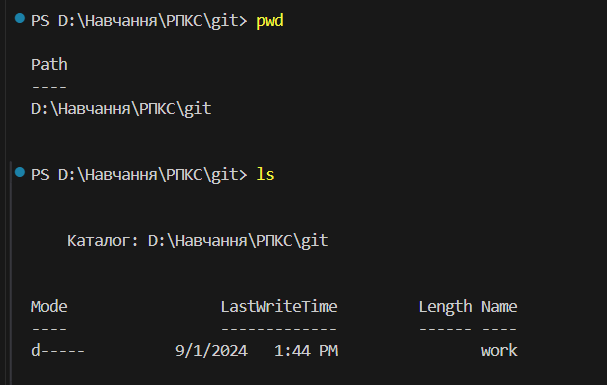 PS D:\Навчання\РПКС\git> pwd
Path
----
D:\Навчання\РПКС\git
PS D:\Навчання\РПКС\git> ls
Каталог: D:\Навчання\РПКС\git
Mode LastWriteTime Length Name
---- ------------- ------ ----
d----- 9/1/2024 1:44 PM work